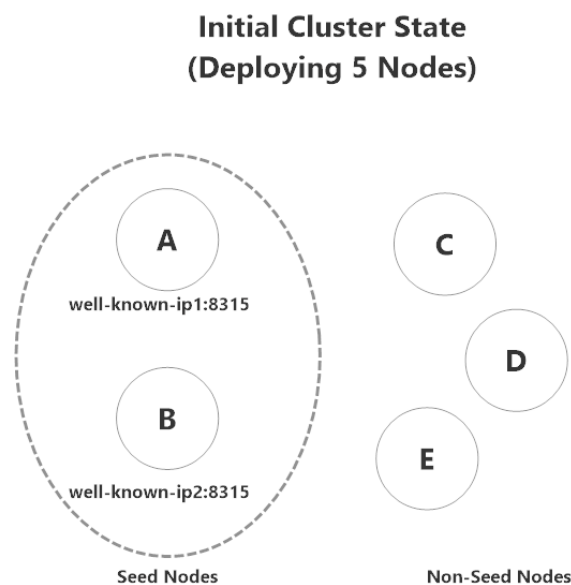 Initial Cluster State
(Deploying 5 Nodes)
A
well-known-ip1:8315
B
well-known-ip2:8315
C
D
E
Seed Nodes
Non-Seed Nodes